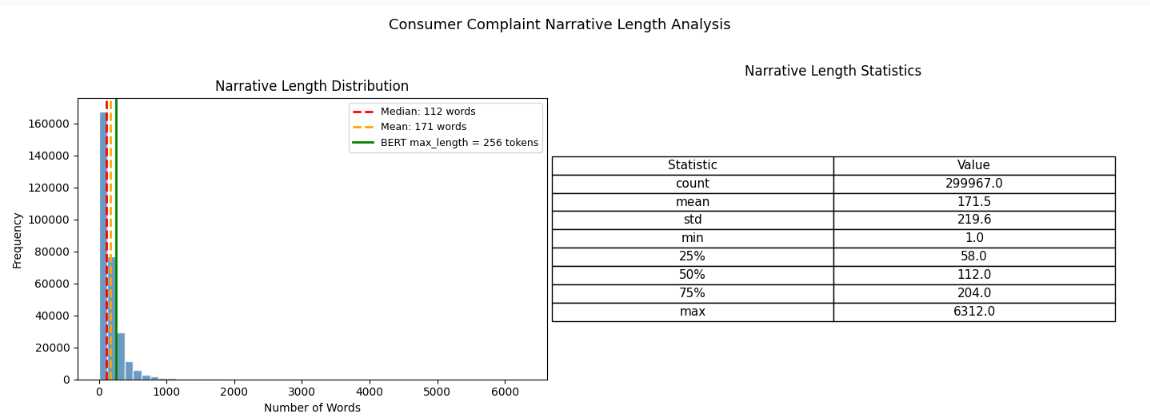 Consumer Complaint Narrative Length Analysis
Narrative Length Distribution
Median: 112 words
Mean: 171 words
BERT max_length = 256 tokens
160000
140000
120000
100000
80000
60000
40000
20000
0
Frequency
0 1000 2000 3000 4000 5000 6000
Number of Words
Narrative Length Statistics
Statistic Value
count 299967.0
mean 171.5
std 219.6
min 1.0
25% 58.0
50% 112.0
75% 204.0
max 6312.0